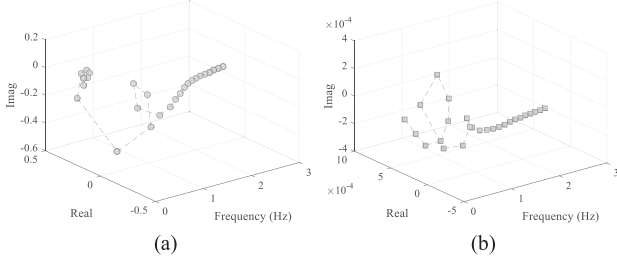 (a)
0.2
0
-0.2
-0.4
-0.6
Imag
0.5
0
-0.5
Real
0
1
2
3
Frequency (Hz)
(b)
×10⁻⁴
4
2
0
-2
-4
Imag
10
5
0
-5
×10⁻⁴
Real
0
1
2
3
Frequency (Hz)
(a)
(b)